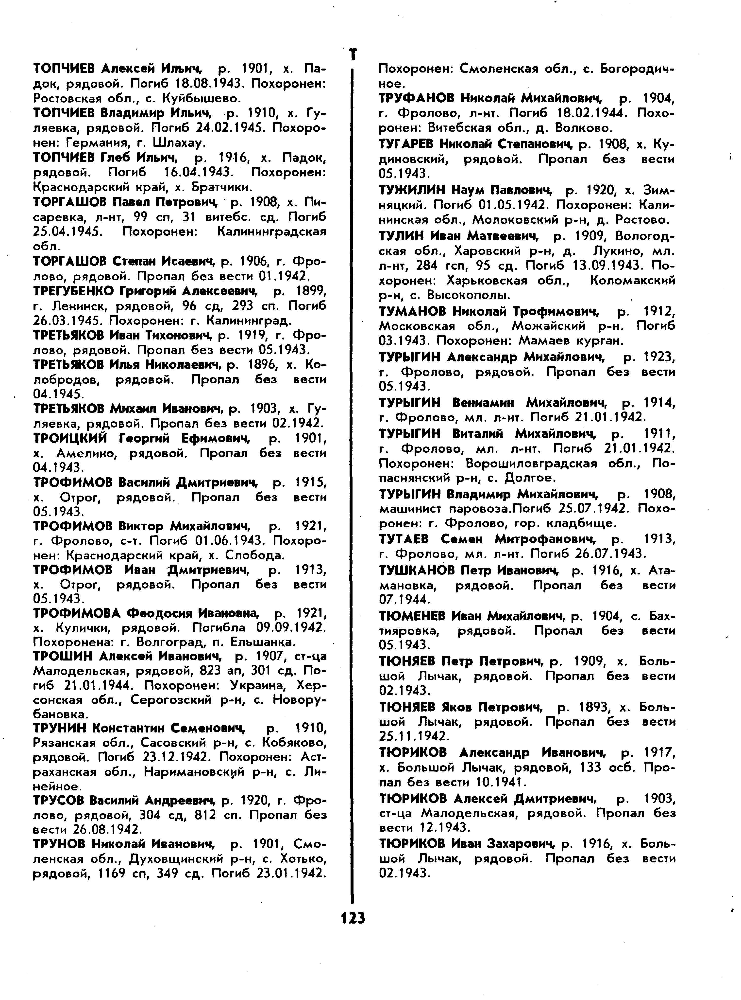 Т
ТОПЧИЕВ Алексей Ильич, р. 1901, х. Па-
док, рядовой. Погиб 18.08.1943. Похоронен:
Ростовская обл., с. Куйбышево.
ТОПЧИЕВ Владимир Ильич, р. 1910, х. Гу-
ляевка, рядовой. Погиб 24.02.1945. Похоро-
нен: Германия, г. Шлахау.
ТОПЧИЕВ Глеб Ильич, р. 1916, х. Падок,
рядовой. Погиб 16.04.1943. Похоронен:
Краснодарский край, х. Братчики.
ТОРГАШОВ Павел Петрович, р. 1908, х. Пи-
саревка, л-нт, 99 сп, 31 витебс. сд. Погиб
25.04.1945. Похоронен: Калининградская
обл.
ТОРГАШОВ Степан Исаевич, р. 1906, г. Фро-
лово, рядовой. Пропал без вести 01.1942.
ТРЕГУБЕНКО Григорий Алексеевич, р. 1899,
г. Ленинск, рядовой, 96 сд, 293 сп. Погиб
26.03.1945. Похоронен: г. Калининград.
ТРЕТЬЯКОВ Иван Тихонович, р. 1919, г. Фро-
лово, рядовой. Пропал без вести 05.1943.
ТРЕТЬЯКОВ Илья Николаевич, р. 1896, х. Ко-
лобродов, рядовой. Пропал без вести
04.1945.
ТРЕТЬЯКОВ Михаил Иванович, р. 1903, х. Гу-
ляевка, рядовой. Пропал без вести 02.1942.
ТРОИЦКИЙ Георгий Ефимович, р. 1901,
х. Амелино, рядовой. Пропал без вести
04.1943.
ТРОФИМОВ Василий Дмитриевич, р. 1915,
х. Отрог, рядовой. Пропал без вести
05.1943.
ТРОФИМОВ Виктор Михайлович, р. 1921,
г. Фролово, с-т. Погиб 01.06.1943. Похоро-
нен: Краснодарский край, х. Слобода.
ТРОФИМОВ Иван Дмитриевич, р. 1913,
х. Отрог, рядовой. Пропал без вести
05.1943.
ТРОФИМОВА Феодосия Ивановна, р. 1921,
х. Кулички, рядовой. Погибла 09.09.1942.
Похоронена: г. Волгоград, п. Ельшанка.
ТРОШИН Алексей Иванович, р. 1907, ст-ца
Малодельская, рядовой, 823 ап, 301 сд. По-
гиб 21.01.1944. Похоронен: Украина, Хер-
сонская обл., Серогозский р-н, с. Новору-
бановка.
ТРУНИН Константин Семенович, р. 1910,
Рязанская обл., Сасовский р-н, с. Кобяково,
рядовой. Погиб 23.12.1942. Похоронен: Аст-
раханская обл., Наримановский р-н, с. Ли-
нейное.
ТРУСОВ Василий Андреевич, р. 1920, г. Фро-
лово, рядовой, 304 сд, 812 сп. Пропал без
вести 26.08.1942.
ТРУНОВ Николай Иванович, р. 1901, Смо-
ленская обл., Духовщинский р-н, с. Хотько,
рядовой, 1169 сп, 349 сд. Погиб 23.01.1942.
Похоронен: Смоленская обл., с. Богородич-
ное.
ТРУФАНОВ Николай Михайлович, р. 1904,
г. Фролово, л-нт. Погиб 18.02.1944. Похо-
ронен: Витебская обл., д. Волково.
ТУГАРЕВ Николай Степанович, р. 1908, х. Ку-
диновский, рядовой. Пропал без вести
05.1943.
ТУЖИЛИН Наум Павлович, р. 1920, х. Зим-
няцкий. Погиб 01.05.1942. Похоронен: Кали-
нинская обл., Молоковский р-н, д. Ростово.
ТУЛИН Иван Матвеевич, р. 1909, Вологод-
ская обл., Харовский р-н, д. Лукино, мл.
л-нт, 284 гсп, 95 сд. Погиб 13.09.1943. По-
хоронен: Харьковская обл., Коломакский
р-н, с. Высокополы.
ТУМАНОВ Николай Трофимович, р. 1912,
Московская обл., Можайский р-н. Погиб
03.1943. Похоронен: Мамаев курган.
ТУРЫГИН Александр Михайлович, р. 1923,
г. Фролово, рядовой. Пропал без вести
05.1943.
ТУРЫГИН Вениамин Михайлович, р. 1914,
г. Фролово, мл. л-нт. Погиб 21.01.1942.
ТУРЫГИН Виталий Михайлович, р. 1911,
г. Фролово, мл. л-нт. Погиб 21.01.1942.
Похоронен: Ворошиловградская обл., По-
паснянский р-н, с. Долгое.
ТУРЫГИН Владимир Михайлович, р. 1908,
машинист паровоза.Погиб 25.07.1942. Похо-
ронен: г. Фролово, гор. кладбище.
ТУТАЕВ Семен Митрофанович, р. 1913,
г. Фролово, мл. л-нт. Погиб 26.07.1943.
ТУШКАНОВ Петр Иванович, р. 1916, х. Ата-
мановка, рядовой. Пропал без вести
07.1944.
ТЮМЕНЕВ Иван Михайлович, р. 1904, с. Бах-
тияровка, рядовой. Пропал без вести
05.1943.
ТЮНЯЕВ Петр Петрович, р. 1909, х. Боль-
шой Лычак, рядовой. Пропал без вести
02.1943.
ТЮНЯЕВ Яков Петрович, р. 1893, х. Боль-
шой Лычак, рядовой. Пропал без вести
25.11.1942.
ТЮРИКОВ Александр Иванович, р. 1917,
х. Большой Лычак, рядовой, 133 осб. Про-
пал без вести 10.1941.
ТЮРИКОВ Алексей Дмитриевич, р. 1903,
ст-ца Малодельская, рядовой. Пропал без
вести 12.1943.
ТЮРИКОВ Иван Захарович, р. 1916, х. Боль-
шой Лычак, рядовой. Пропал без вести
02.1943.
123